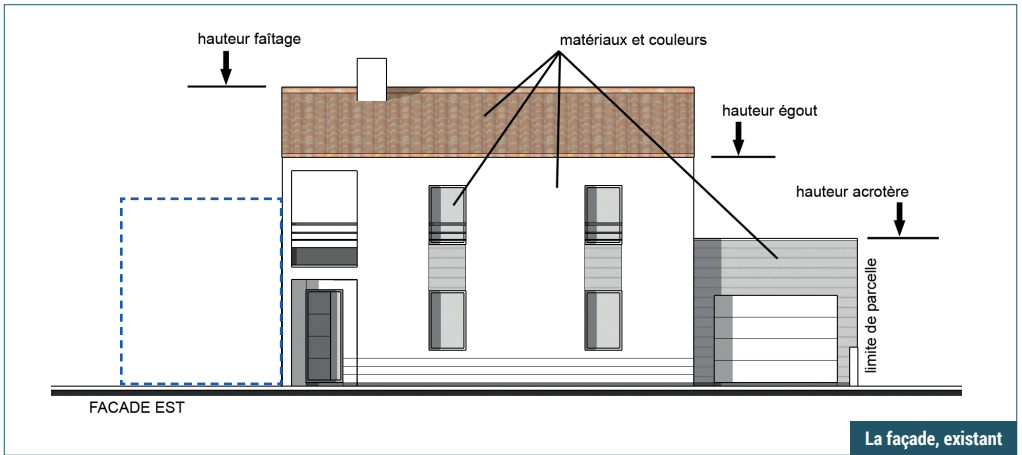 hauteur faîtage
matériaux et couleurs
hauteur égout
hauteur acrotère
limite de parcelle
FACADE EST
La façade, existant